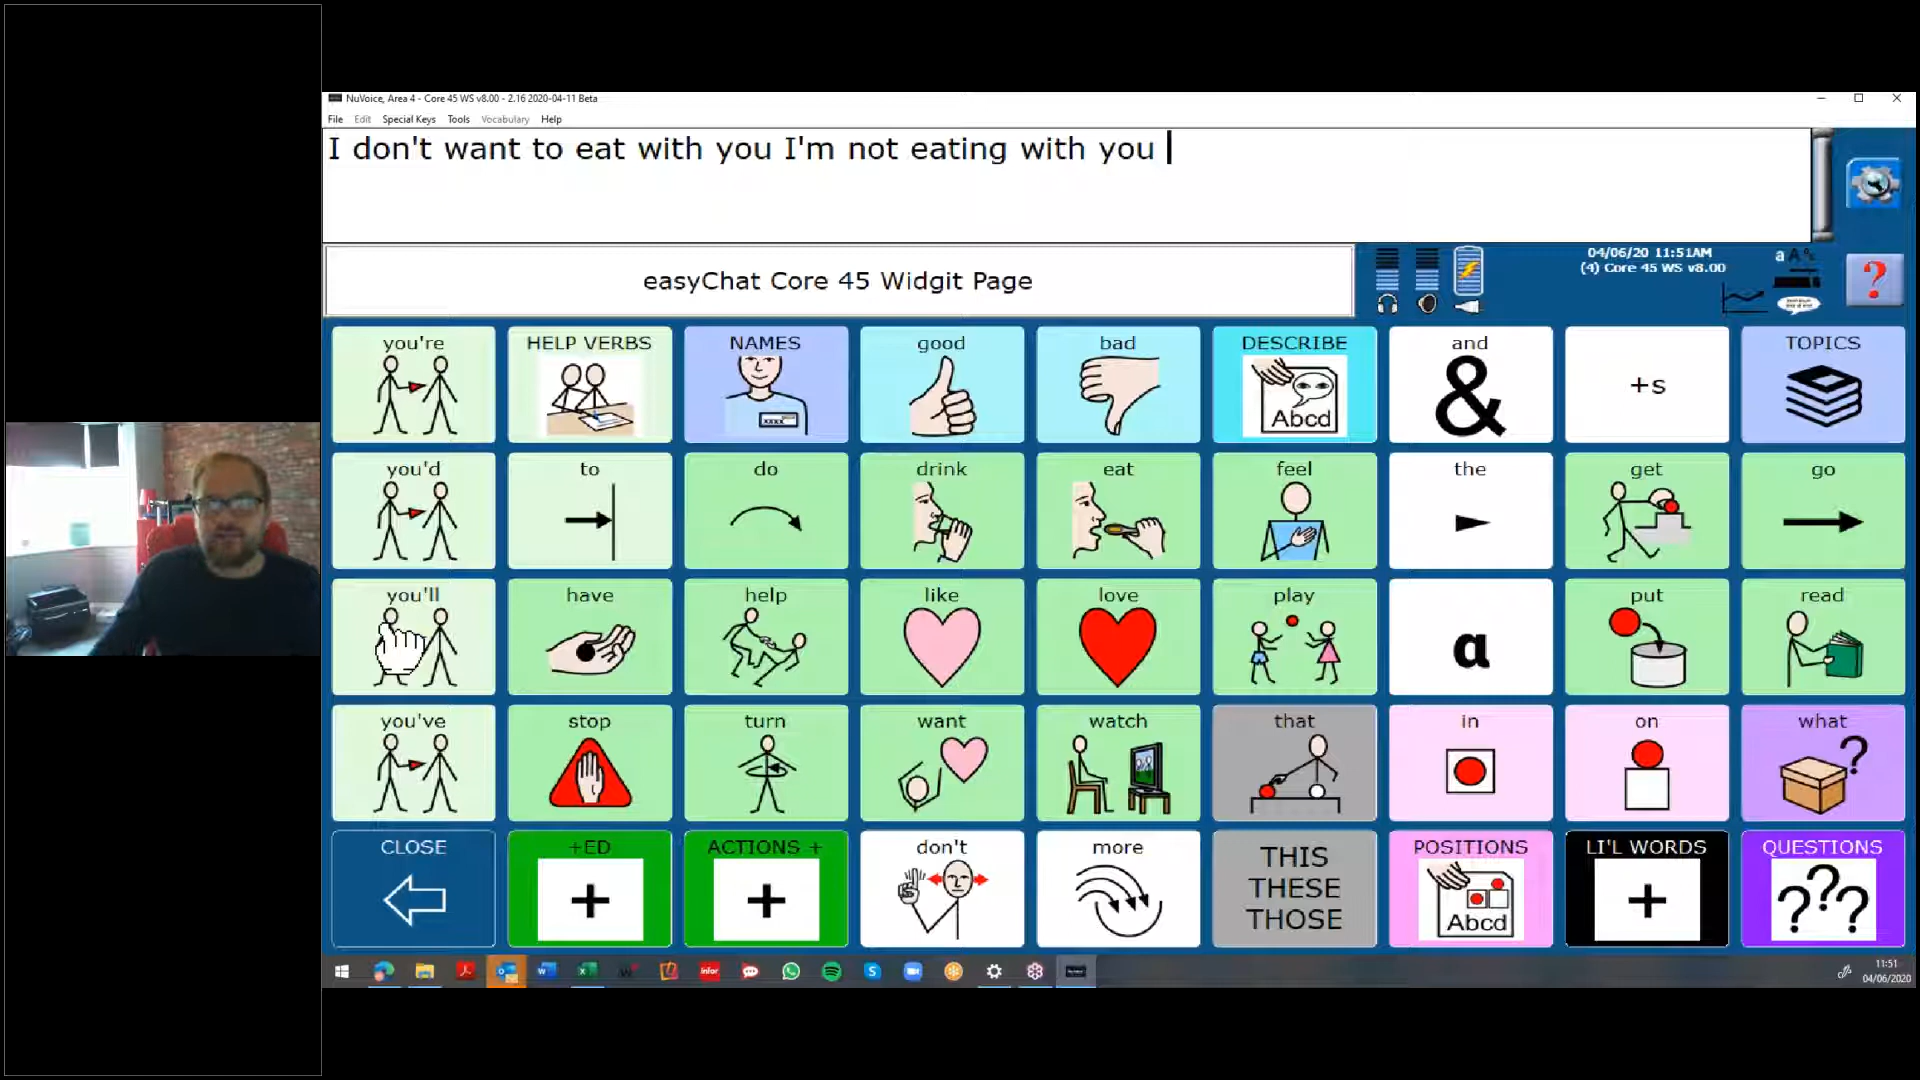 NuVoice, Area 4 - Core 45 WS v8.00 - 2.16 2020-04-11 Beta
File Edit Special Keys Tools Vocabulary Help
I don't want to eat with you I'm not eating with you
easyChat Core 45 Widgit Page
04/06/20 11:51AM
(4) Core 45 WS v8.00
you're HELP VERBS NAMES good bad DESCRIBE and +s TOPICS
xxxx
Abcd
&
you'd to do drink eat feel the get go
you'll have help like love play put read
a
you've stop turn want watch that in on what
?
CLOSE +ED ACTIONS + don't more THIS THESE THOSE POSITIONS LI'L WORDS QUESTIONS
+ + Abcd + ???
11:51
04/06/2020